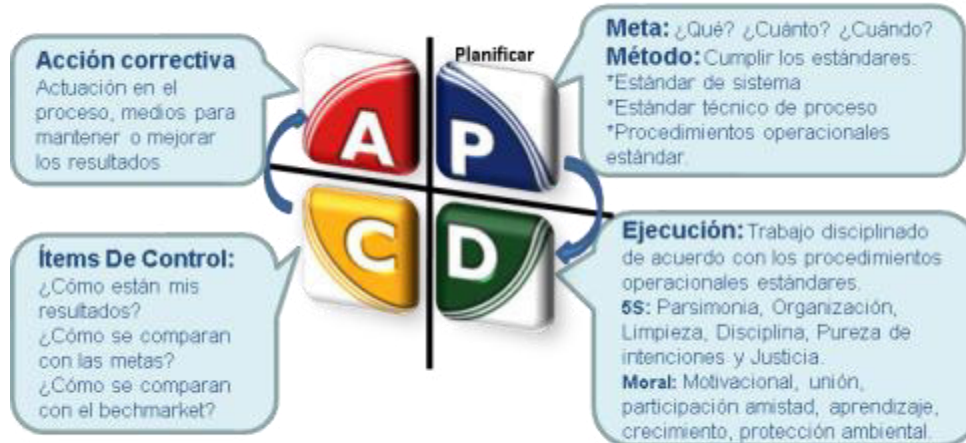 Acción correctiva
Actuación en el
proceso, medios para
mantener o mejorar
los resultados
A
Planificar
P
Meta: ¿Qué? ¿Cuánto? ¿Cuándo?
Método: Cumplir los estándares:
*Estándar de sistema
*Estándar técnico de proceso
*Procedimientos operacionales
estándar.
Ítems De Control:
¿Cómo están mis
resultados?
¿Cómo se comparan
con las metas?
¿Cómo se comparan
con el bechmarket?
C
D
Ejecución: Trabajo disciplinado
de acuerdo con los procedimientos
operacionales estándares.
5S: Parsimonia, Organización,
Limpieza, Disciplina, Pureza de
intenciones y Justicia.
Moral: Motivacional, unión,
participación amistad, aprendizaje,
crecimiento, protección ambiental.